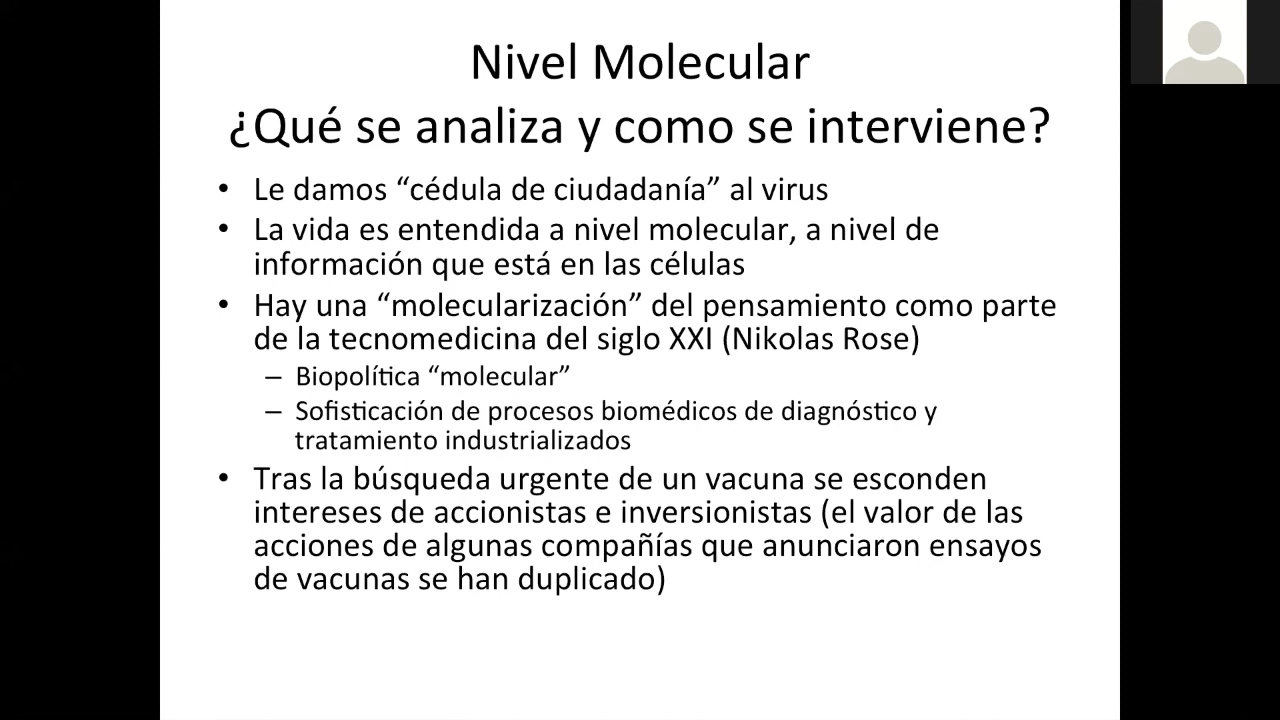 Nivel Molecular
¿Qué se analiza y como se interviene?
• Le damos “cédula de ciudadanía” al virus
• La vida es entendida a nivel molecular, a nivel de
información que está en las células
• Hay una “molecularización” del pensamiento como parte
de la tecnomedicina del siglo XXI (Nikolas Rose)
– Biopolítica “molecular”
– Sofisticación de procesos biomédicos de diagnóstico y
tratamiento industrializados
• Tras la búsqueda urgente de un vacuna se esconden
intereses de accionistas e inversionistas (el valor de las
acciones de algunas compañías que anunciaron ensayos
de vacunas se han duplicado)